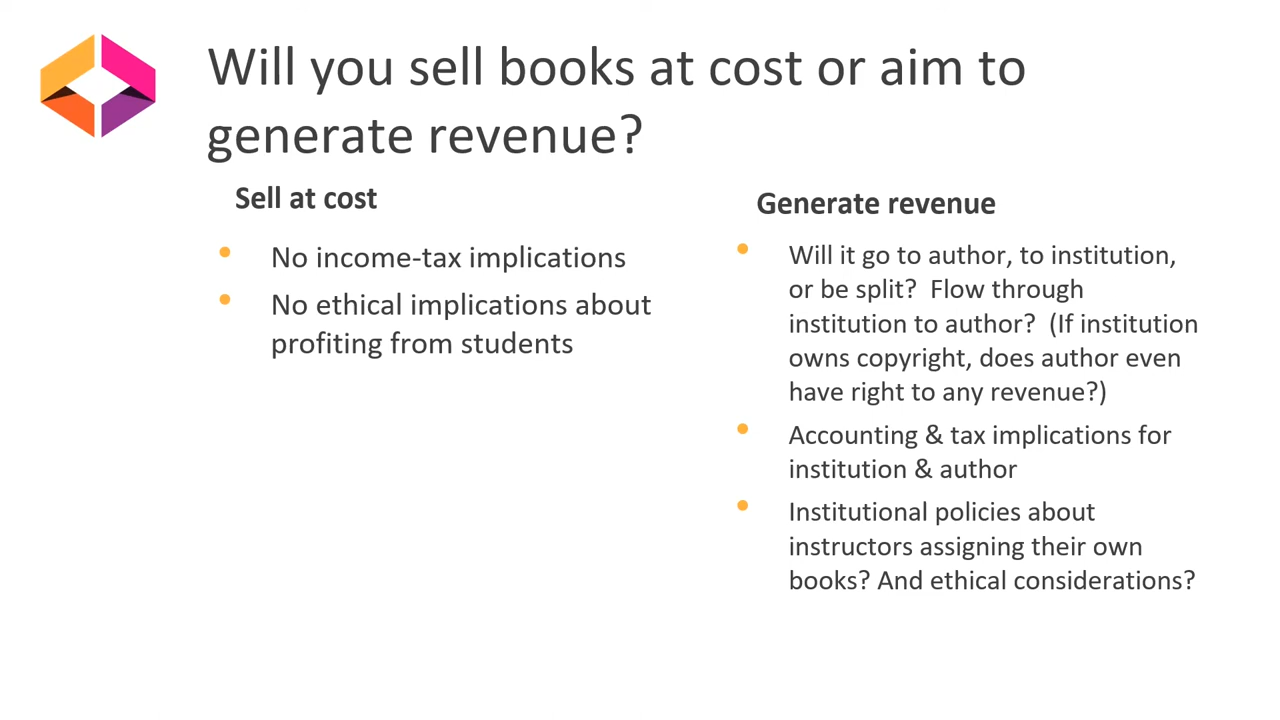 Will you sell books at cost or aim to
generate revenue?
Sell at cost
No income-tax implications
No ethical implications about
profiting from students
Generate revenue
Will it go to author, to institution,
or be split?  Flow through
institution to author?  (If institution
owns copyright, does author even
have right to any revenue?)
Accounting & tax implications for
institution & author
Institutional policies about
instructors assigning their own
books? And ethical considerations?